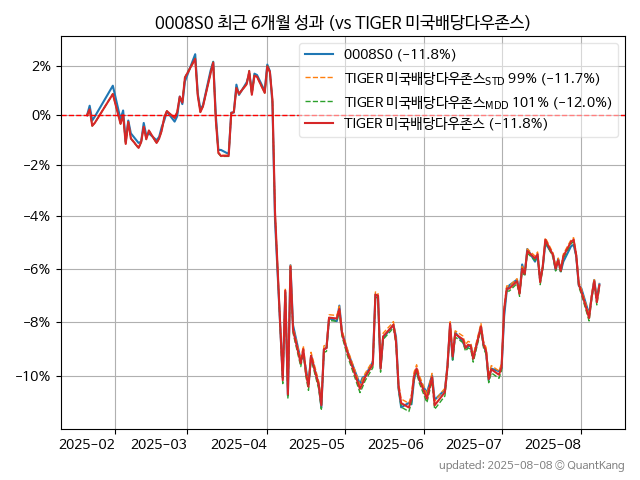 0008S0 최근 6개월 성과 (vs TIGER 미국배당다우존스)
0008S0 (−11.8%)
TIGER 미국배당다우존스STD 99% (−11.7%)
TIGER 미국배당다우존스MDD 101% (−12.0%)
TIGER 미국배당다우존스 (−11.8%)
2%
0%
−2%
−4%
−6%
−8%
−10%
2025-02 2025-03 2025-04 2025-05 2025-06 2025-07 2025-08
updated: 2025-08-08 © QuantKang